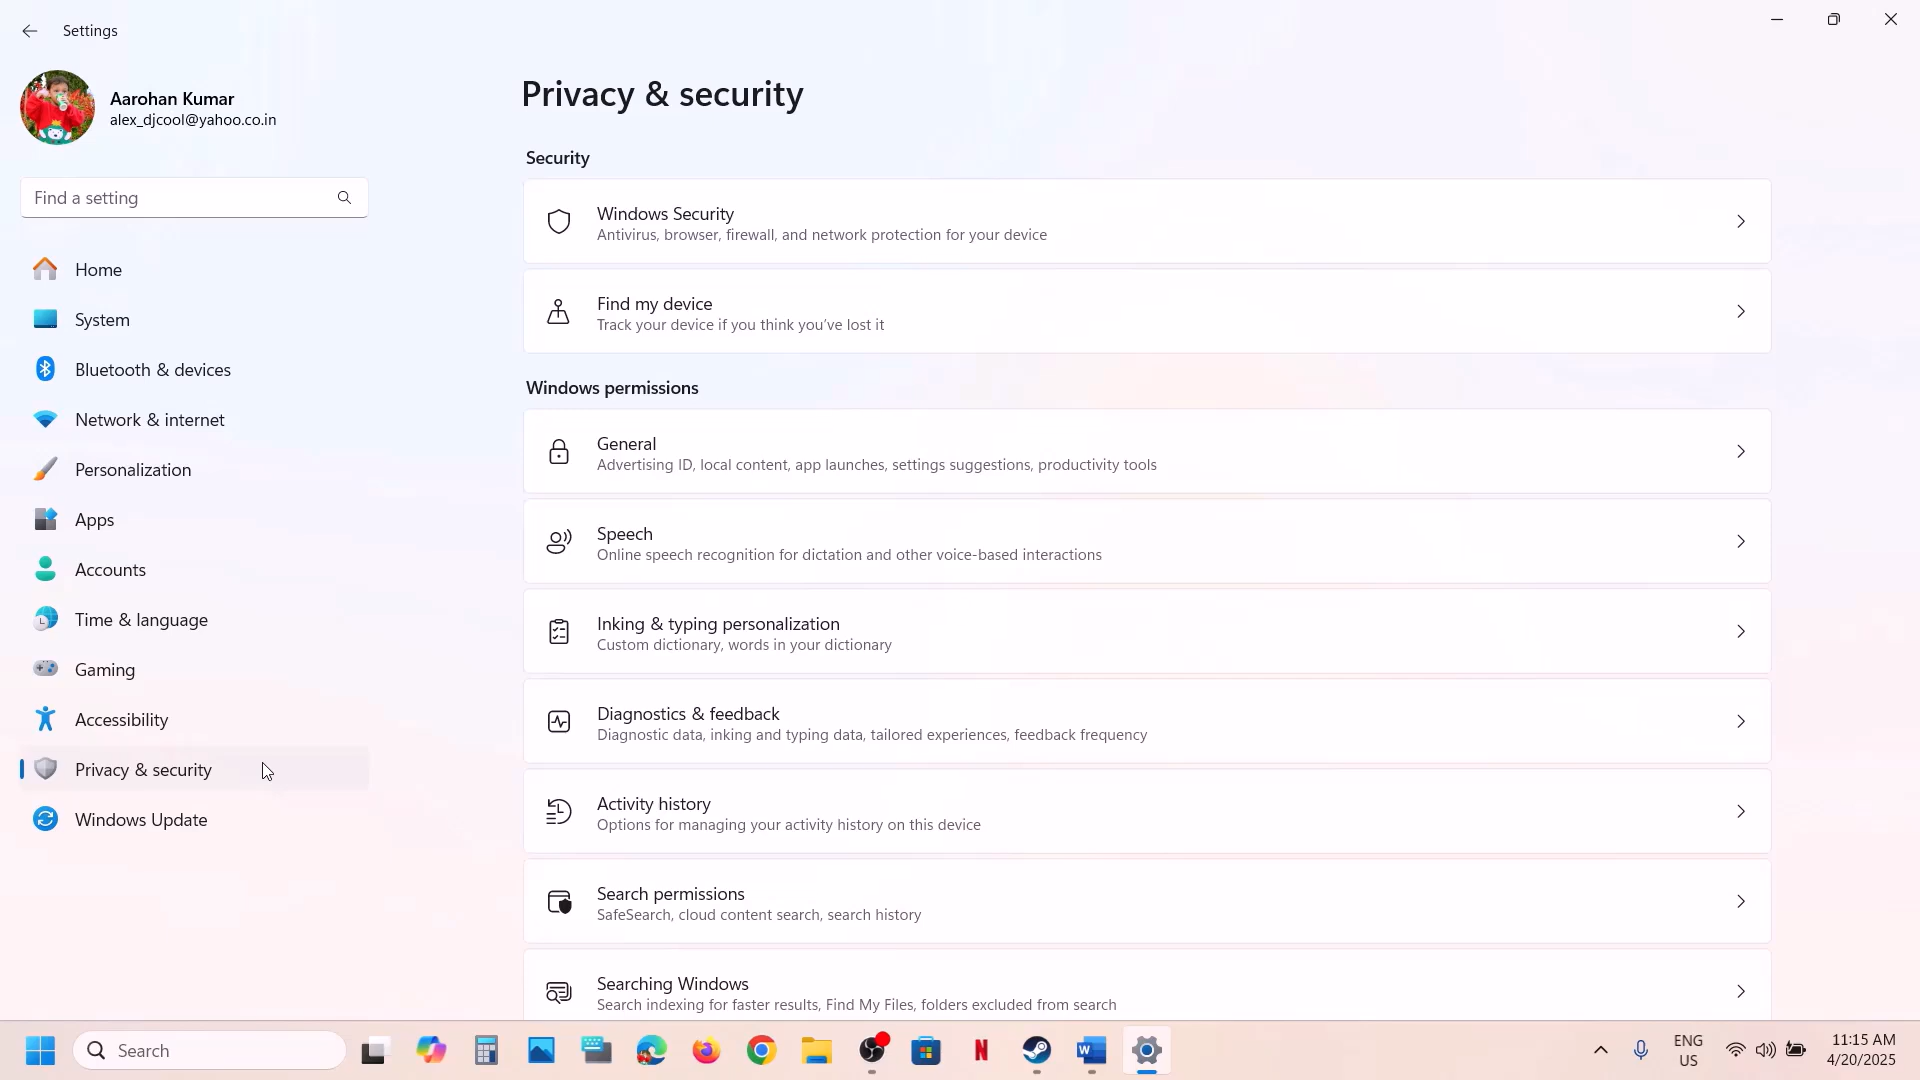 Settings
Aarohan Kumar
alex_djcool@yahoo.co.in
Find a setting
Home
System
Bluetooth & devices
Network & internet
Personalization
Apps
Accounts
Time & language
Gaming
Accessibility
Privacy & security
Windows Update
Privacy & security
Security
Windows Security
Antivirus, browser, firewall, and network protection for your device
Find my device
Track your device if you think you've lost it
Windows permissions
General
Advertising ID, local content, app launches, settings suggestions, productivity tools
Speech
Online speech recognition for dictation and other voice-based interactions
Inking & typing personalization
Custom dictionary, words in your dictionary
Diagnostics & feedback
Diagnostic data, inking and typing data, tailored experiences, feedback frequency
Activity history
Options for managing your activity history on this device
Search permissions
SafeSearch, cloud content search, search history
Searching Windows
Search indexing for faster results, Find My Files, folders excluded from search
Search
ENG
US
11:15 AM
4/20/2025